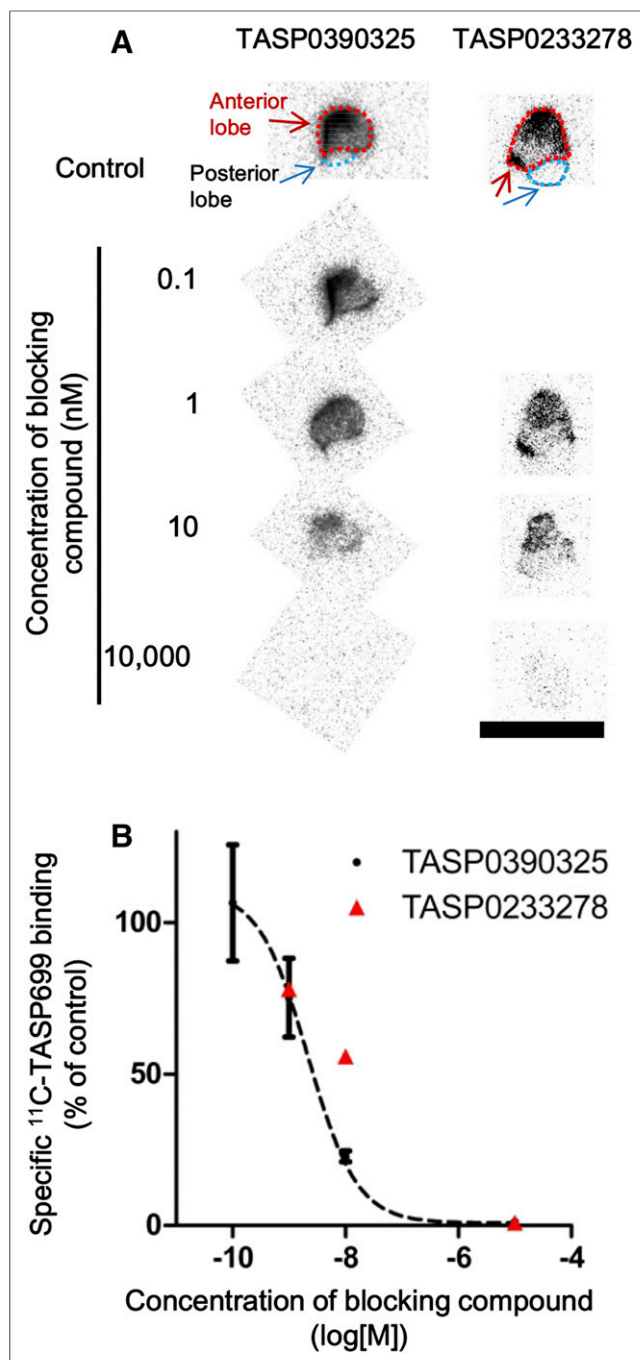 A
TASP0390325 TASP0233278
Anterior
lobe
Posterior
lobe
Control
Concentration of blocking
compound (nM)
0.1
1
10
10,000
B
TASP0390325
TASP0233278
Specific ¹¹C-TASP699 binding
(% of control)
100
50
0
-10 -8 -6 -4
Concentration of blocking compound
(log[M])